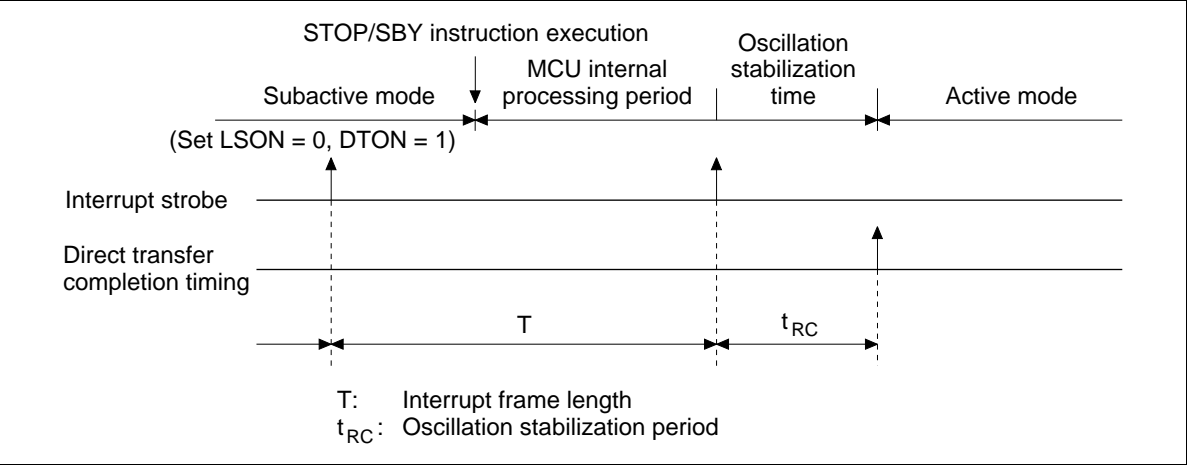 STOP/SBY instruction execution
Oscillation
stabilization
time
MCU internal
processing period
Subactive mode
Active mode
(Set LSON = 0, DTON = 1)
Interrupt strobe
Direct transfer
completion timing
T
tRC
T: Interrupt frame length
tRC: Oscillation stabilization period